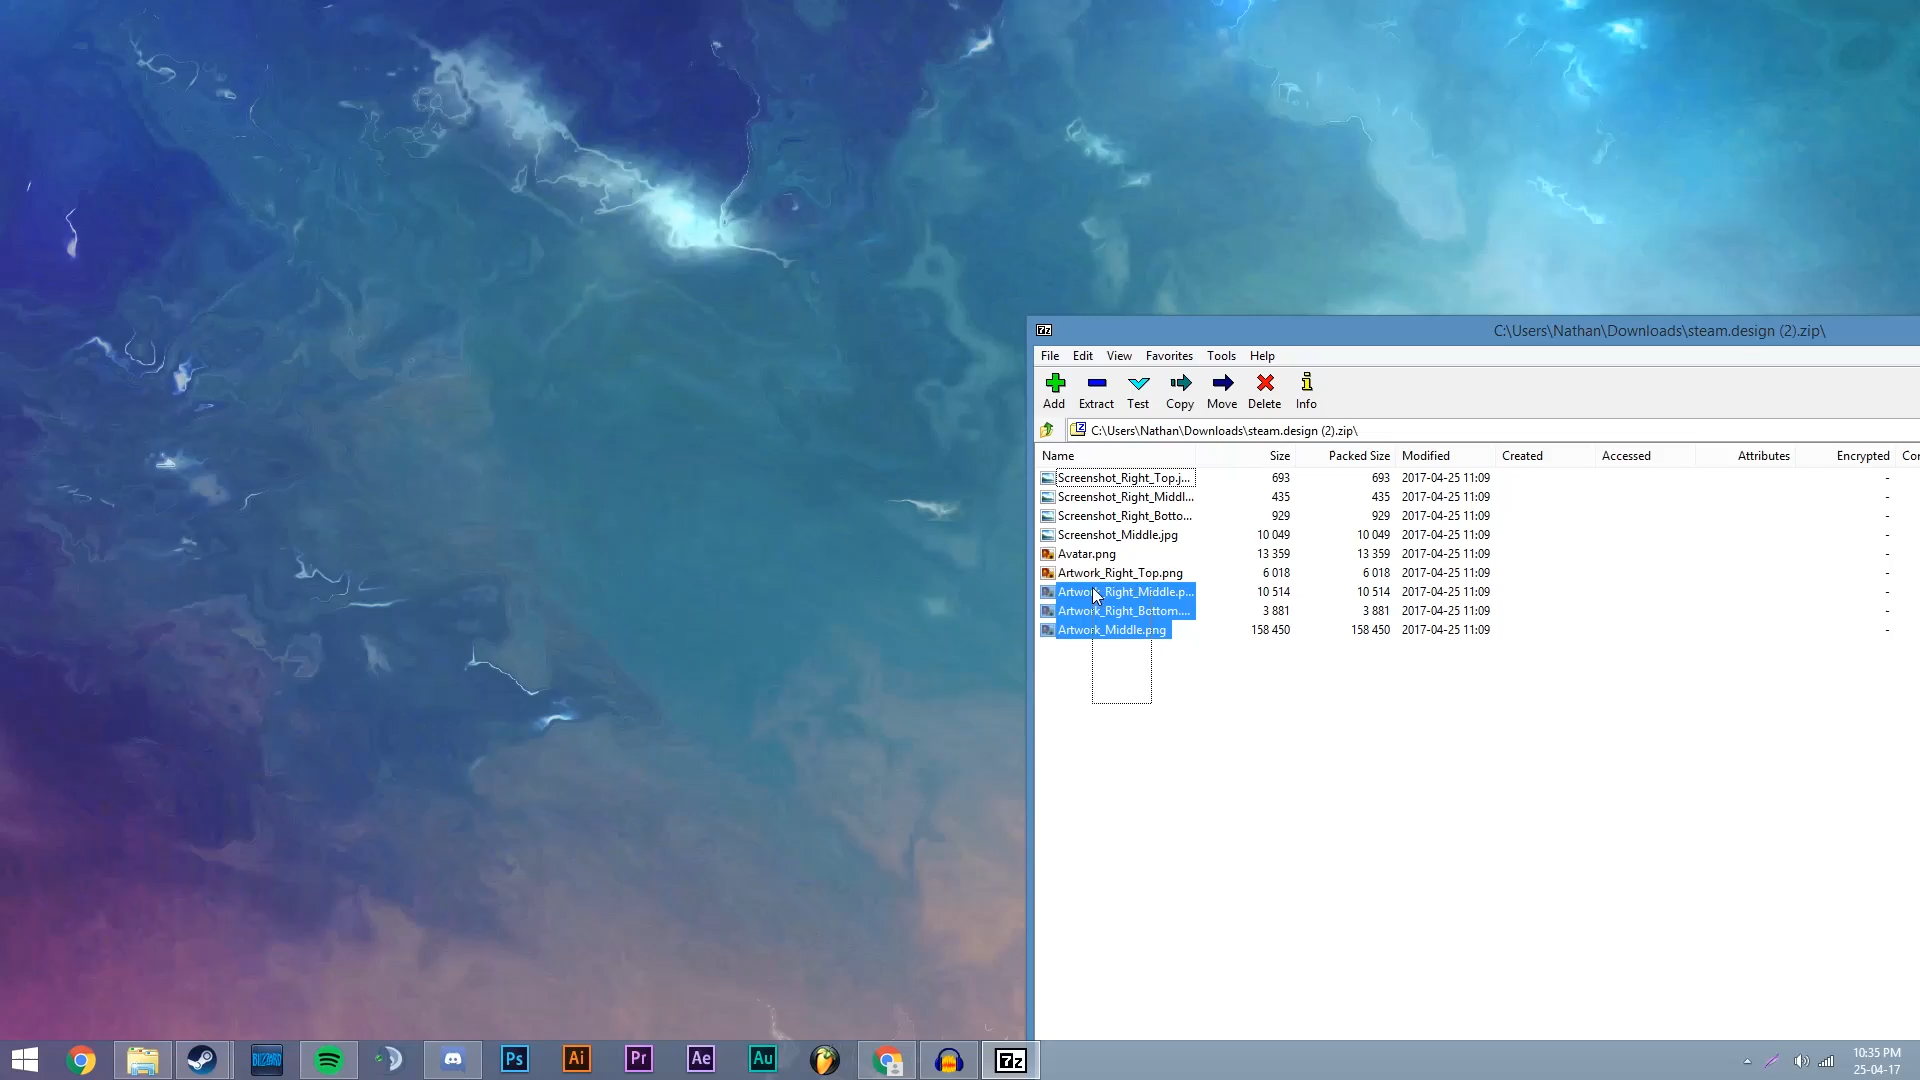 7z C:\Users\Nathan\Downloads\steam.design (2).zip\
File Edit View Favorites Tools Help
Add Extract Test Copy Move Delete Info
C:\Users\Nathan\Downloads\steam.design (2).zip\
Name Size Packed Size Modified Created Accessed Attributes Encrypted Cor
Screenshot_Right_Top.j... 693 693 2017-04-25 11:09 -
Screenshot_Right_Middl... 435 435 2017-04-25 11:09 -
Screenshot_Right_Botto... 929 929 2017-04-25 11:09 -
Screenshot_Middle.jpg 10 049 10 049 2017-04-25 11:09 -
Avatar.png 13 359 13 359 2017-04-25 11:09 -
Artwork_Right_Top.png 6 018 6 018 2017-04-25 11:09 -
Artwork_Right_Middle.p... 10 514 10 514 2017-04-25 11:09 -
Artwork_Right_Bottom.... 3 881 3 881 2017-04-25 11:09 -
Artwork_Middle.png 158 450 158 450 2017-04-25 11:09 -
BLIZZARD Ps Ai Pr Ae Au 7z 10:35 PM
25-04-17